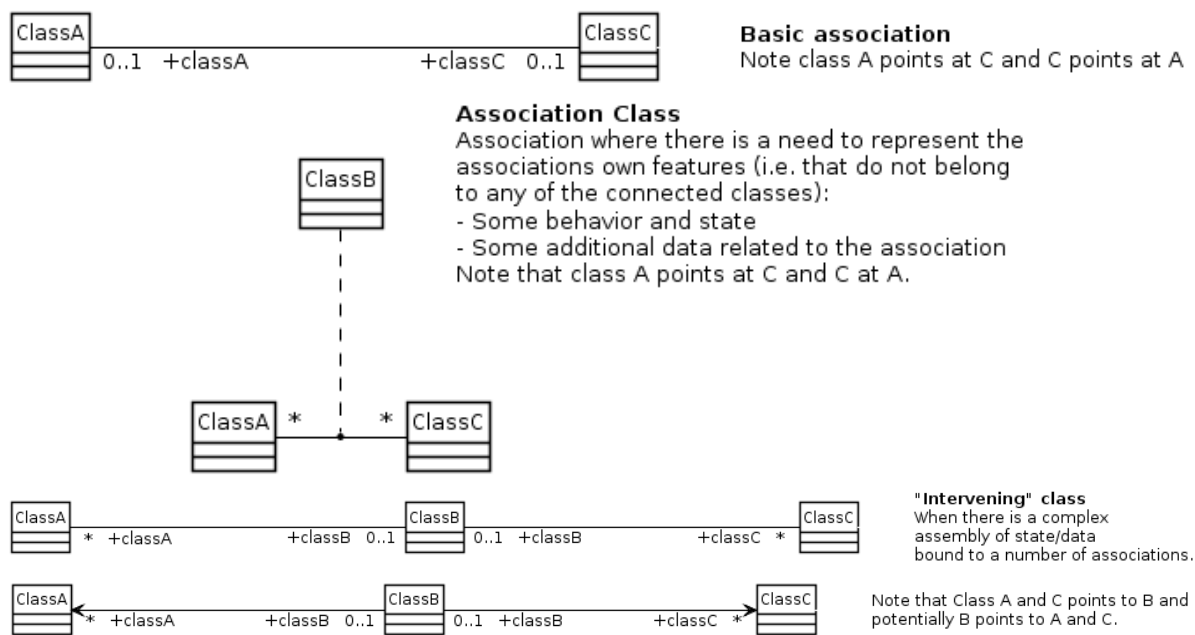 ClassA
0..1 +classA
+classC 0..1
ClassC
Basic association
Note class A points at C and C points at A
Association Class
Association where there is a need to represent the
associations own features (i.e. that do not belong
to any of the connected classes):
- Some behavior and state
- Some additional data related to the association
Note that class A points at C and C at A.
ClassB
ClassA * * ClassC
ClassA
* +classA
+classB 0..1
ClassB
0..1 +classB
+classC *
ClassC
"Intervening" class
When there is a complex
assembly of state/data
bound to a number of associations.
ClassA
* +classA
+classB 0..1
ClassB
0..1 +classB
+classC *
ClassC
Note that Class A and C points to B and
potentially B points to A and C.